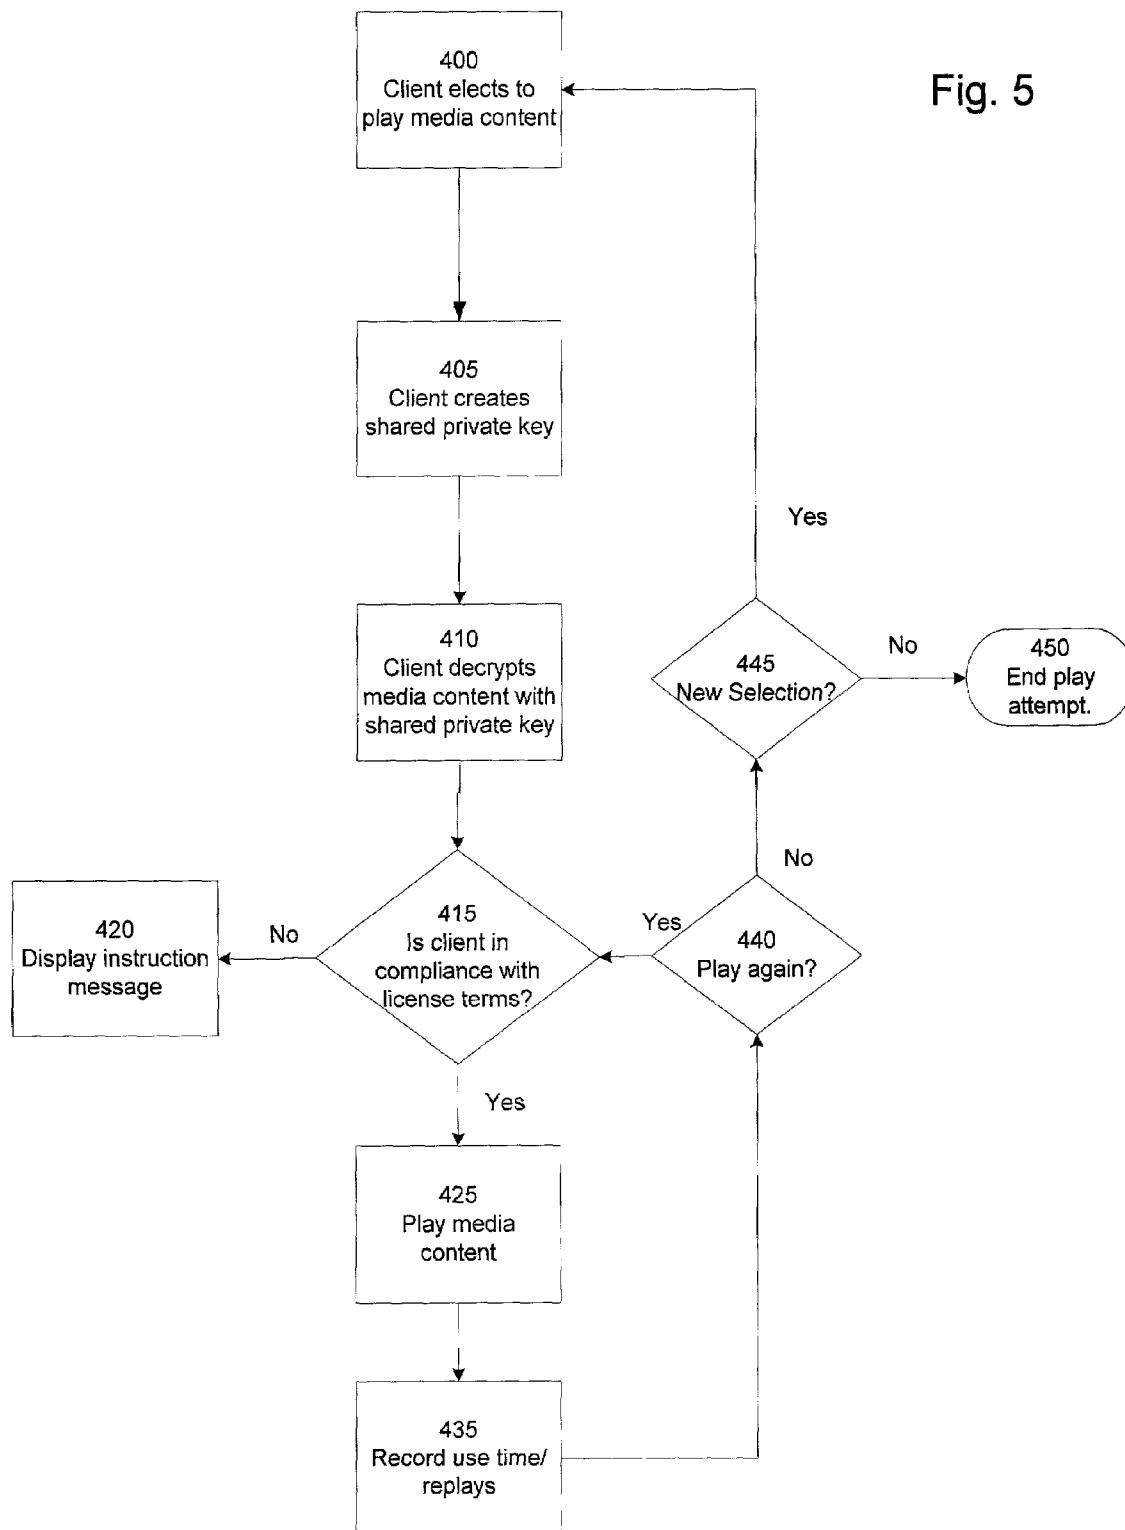 Fig. 5
400
Client elects to
play media content
405
Client creates
shared private key
410
Client decrypts
media content with
shared private key
Yes
445
New Selection?
No
450
End play
attempt.
No
415
Is client in
compliance with
license terms?
No
420
Display instruction
message
Yes
440
Play again?
Yes
425
Play media
content
435
Record use time/
replays